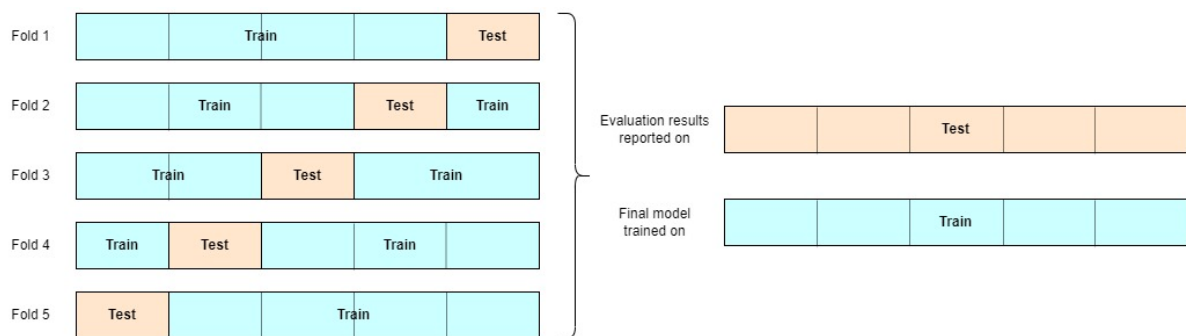 Fold 1
Train
Test
Fold 2
Train
Test
Train
Fold 3
Train
Test
Train
Fold 4
Train
Test
Train
Fold 5
Test
Train
Evaluation results
reported on
Test
Final model
trained on
Train